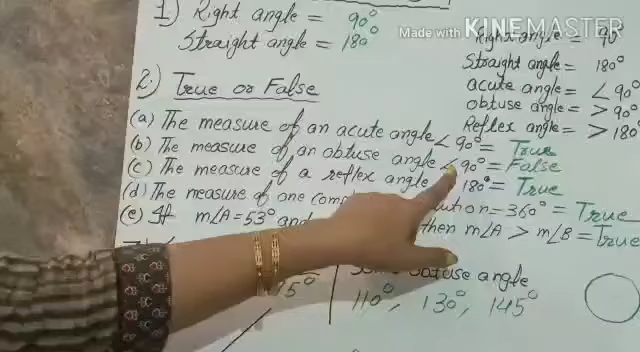 1) Right angle = 90°
Straight angle = 180°
Made with KINEMASTER
Right angle = 90°
Straight angle = 180°
acute angle = ∠ 90°
obtuse angle = > 90°
Reflex angle = > 180°
2) True or False
(a) The measure of an acute angle ∠ 90° = True
(b) The measure of an obtuse angle ∠ 90° = False
(c) The measure of a reflex angle 180° = True
(d) The measure of one = 360° = True
(e) If m∠A = 53° and then m∠A > m∠B = True
obtuse angle
110°, 130°, 145°